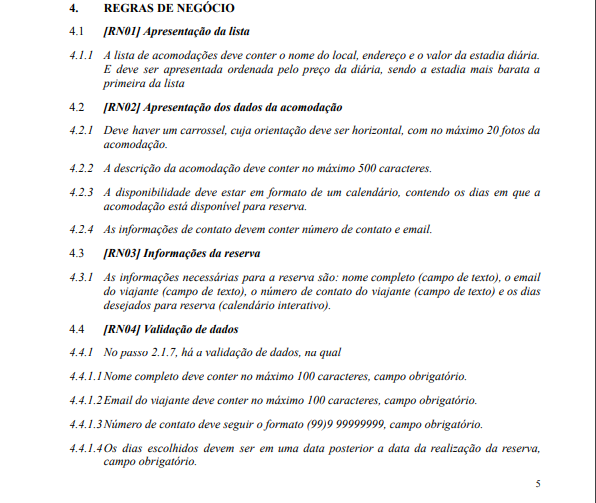 4. REGRAS DE NEGÓCIO
4.1 [RN01] Apresentação da lista
4.1.1 A lista de acomodações deve conter o nome do local, endereço e o valor da estadia diária.
E deve ser apresentada ordenada pelo preço da diária, sendo a estadia mais barata a
primeira da lista
4.2 [RN02] Apresentação dos dados da acomodação
4.2.1 Deve haver um carrossel, cuja orientação deve ser horizontal, com no máximo 20 fotos da
acomodação.
4.2.2 A descrição da acomodação deve conter no máximo 500 caracteres.
4.2.3 A disponibilidade deve estar em formato de um calendário, contendo os dias em que a
acomodação está disponível para reserva.
4.2.4 As informações de contato devem conter número de contato e email.
4.3 [RN03] Informações da reserva
4.3.1 As informações necessárias para a reserva são: nome completo (campo de texto), o email
do viajante (campo de texto), o número de contato do viajante (campo de texto) e os dias
desejados para reserva (calendário interativo).
4.4 [RN04] Validação de dados
4.4.1 No passo 2.1.7, há a validação de dados, na qual
4.4.1.1 Nome completo deve conter no máximo 100 caracteres, campo obrigatório.
4.4.1.2 Email do viajante deve conter no máximo 100 caracteres, campo obrigatório.
4.4.1.3 Número de contato deve seguir o formato (99)9 99999999, campo obrigatório.
4.4.1.4 Os dias escolhidos devem ser em uma data posterior a data da realização da reserva,
campo obrigatório.
5